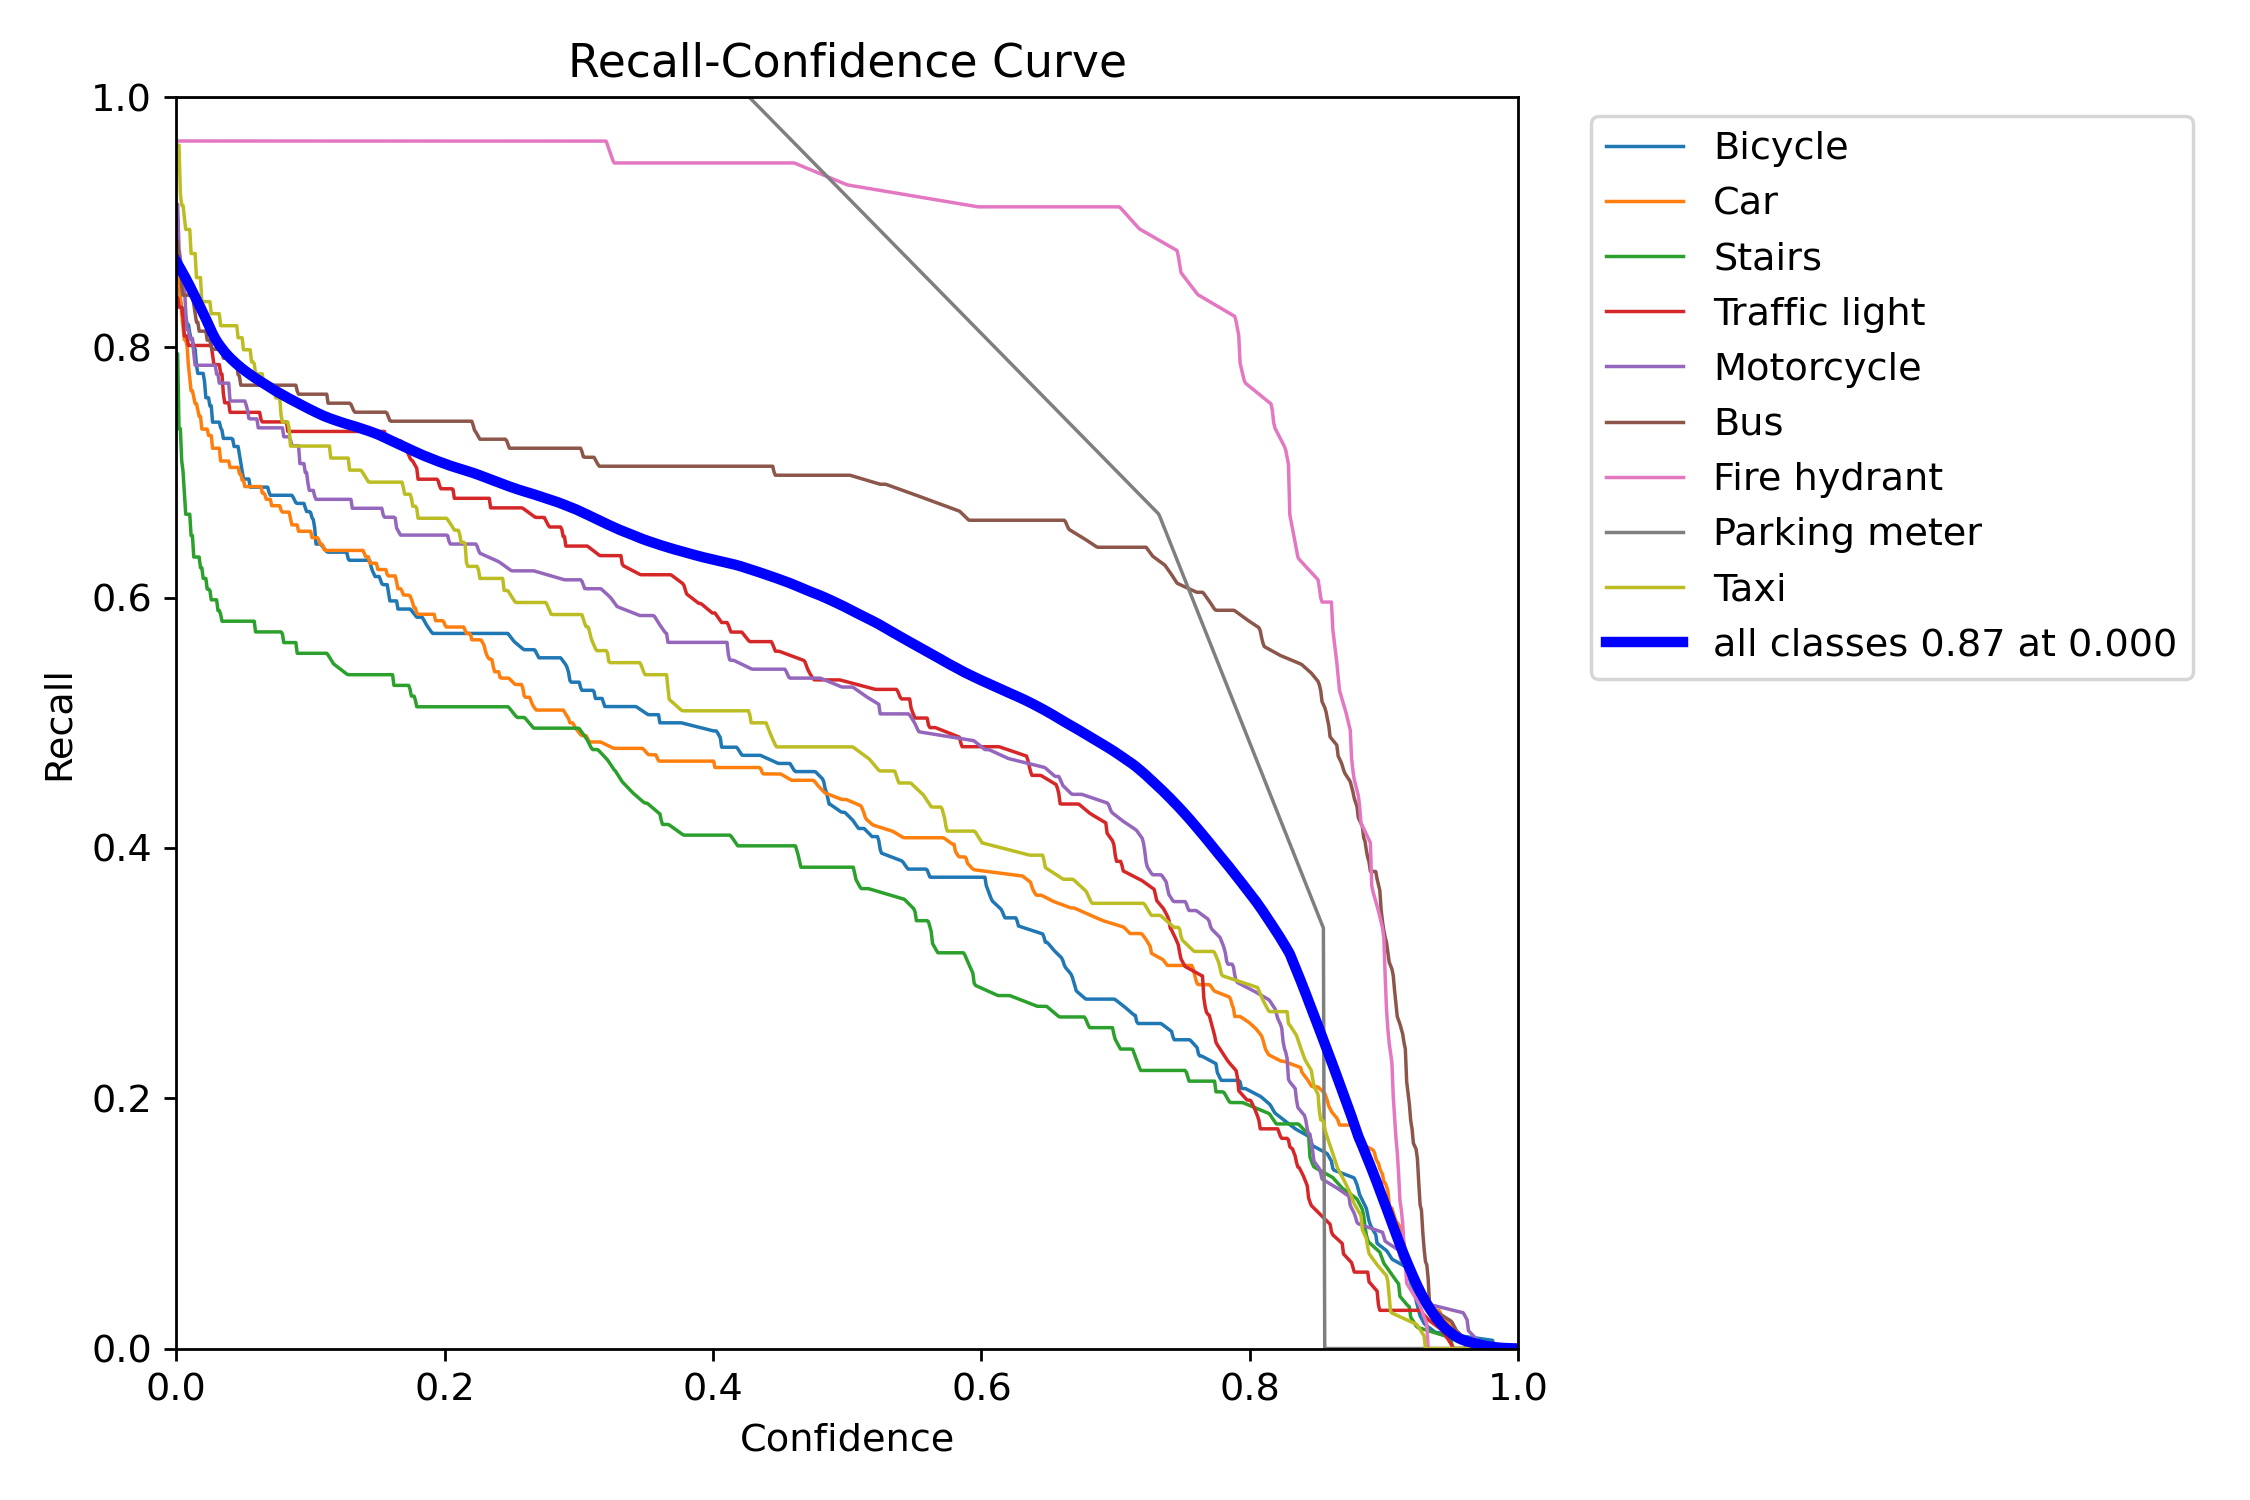 Recall-Confidence Curve
1.0
0.8
0.6
0.4
0.2
0.0
Recall
0.0 0.2 0.4 0.6 0.8 1.0
Confidence
Bicycle
Car
Stairs
Traffic light
Motorcycle
Bus
Fire hydrant
Parking meter
Taxi
all classes 0.87 at 0.000